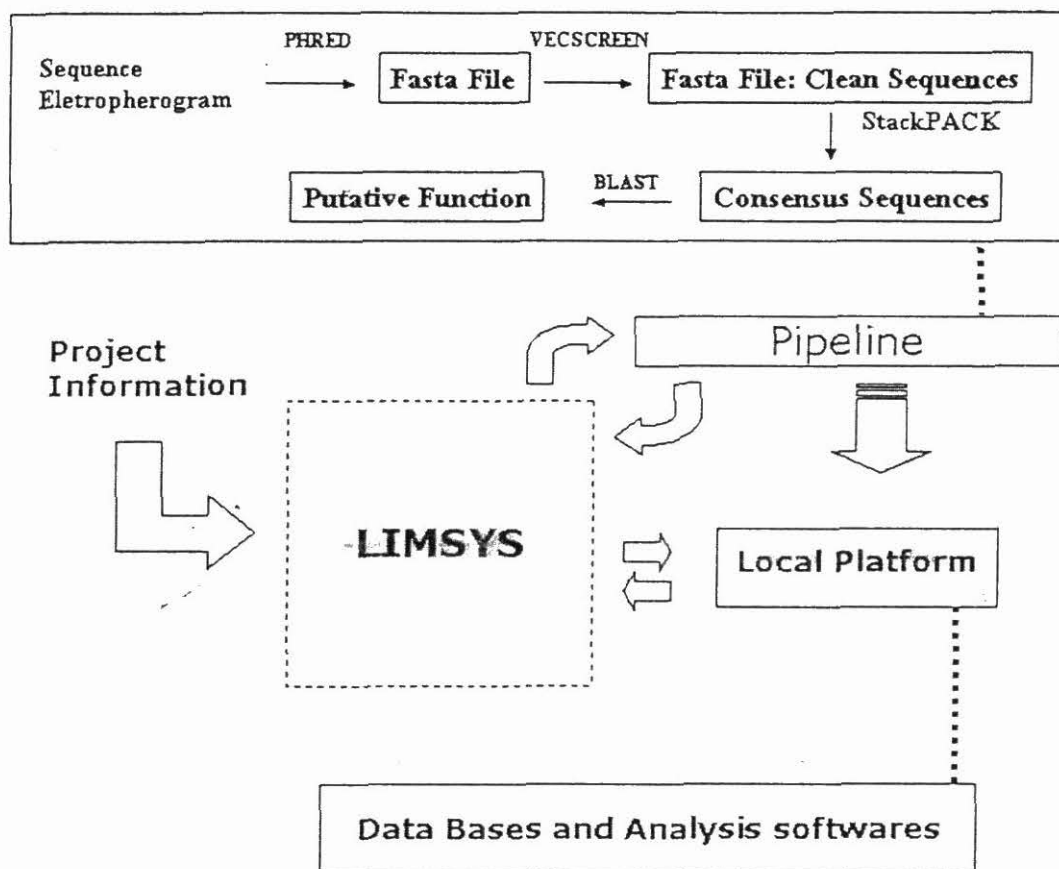 PHRED
VECSCREEN
Sequence
Eletropherogram
Fasta File
Fasta File: Clean Sequences
StackPACK
BLAST
Putative Function
Consensus Sequences
Project
Information
Pipeline
LIMSYS
Local Platform
Data Bases and Analysis softwares